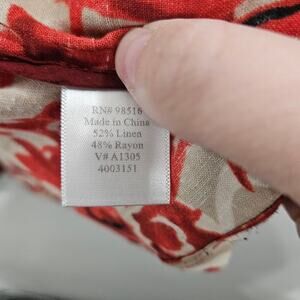 RN# 98516
Made in China
52% Linen
48% Rayon
V# A1305
4003151